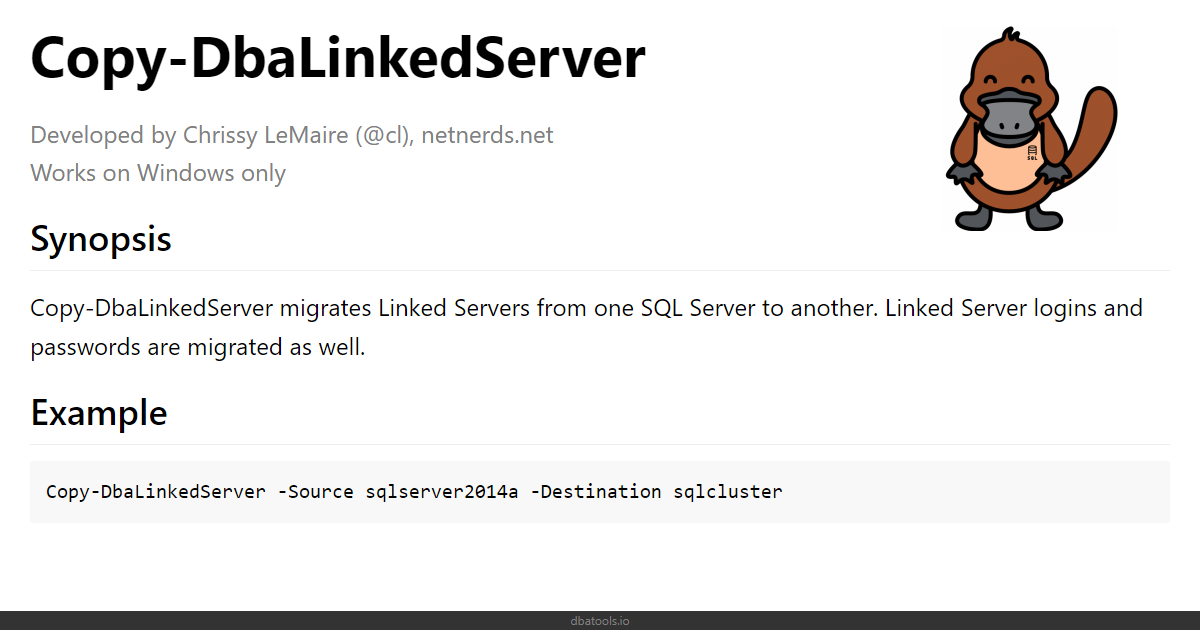 Copy-DbaLinkedServer
Developed by Chrissy LeMaire (@cl), netnerds.net
Works on Windows only
SQL
Synopsis
Copy-DbaLinkedServer migrates Linked Servers from one SQL Server to another. Linked Server logins and
passwords are migrated as well.
Example
Copy-DbaLinkedServer -Source sqlserver2014a -Destination sqlcluster
dbatools.io